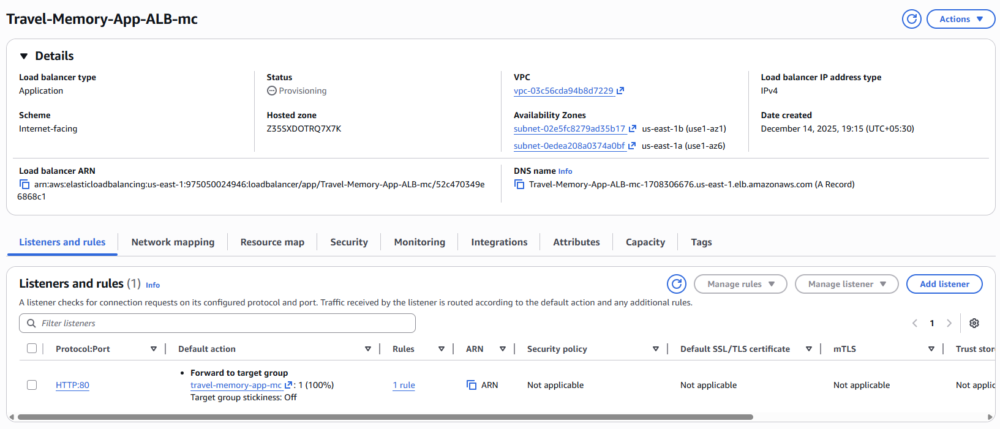 Travel-Memory-App-ALB-mc
Actions
Details
Load balancer type
Application
Status
Provisioning
VPC
vpc-03c56cda94b8d7229
Load balancer IP address type
IPv4
Scheme
Internet-facing
Hosted zone
Z35SXDOTRQ7X7K
Availability Zones
subnet-02e5fc8279ad35b17 us-east-1b (use1-az1)
subnet-0edea208a0374a0bf us-east-1a (use1-az6)
Date created
December 14, 2025, 19:15 (UTC+05:30)
Load balancer ARN
arn:aws:elasticloadbalancing:us-east-1:975050024946:loadbalancer/app/Travel-Memory-App-ALB-mc/52c470349e
6868c1
DNS name Info
Travel-Memory-App-ALB-mc-1708306676.us-east-1.elb.amazonaws.com (A Record)
Listeners and rules Network mapping Resource map Security Monitoring Integrations Attributes Capacity Tags
Listeners and rules (1) Info
Manage rules Manage listener Add listener
A listener checks for connection requests on its configured protocol and port. Traffic received by the listener is routed according to the default action and any additional rules.
Filter listeners
1
Protocol:Port Default action Rules ARN Security policy Default SSL/TLS certificate mTLS Trust stor
HTTP:80
• Forward to target group
travel-memory-app-mc : 1 (100%)
Target group stickiness: Off
1 rule
ARN
Not applicable
Not applicable
Not applicable
Not applic